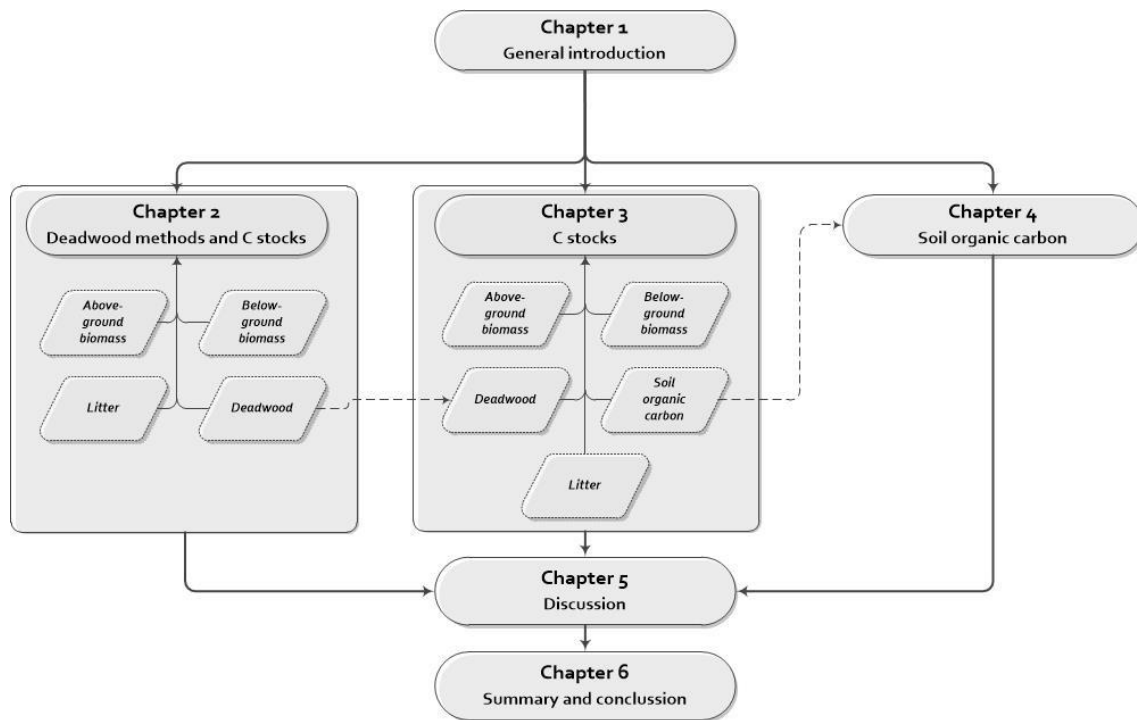 Chapter 1
General introduction
Chapter 2
Deadwood methods and C stocks
Above-
ground
biomass
Below-
ground
biomass
Litter
Deadwood
Chapter 3
C stocks
Above-
ground
biomass
Below-
ground
biomass
Deadwood
Soil
organic
carbon
Litter
Chapter 4
Soil organic carbon
Chapter 5
Discussion
Chapter 6
Summary and conclussion